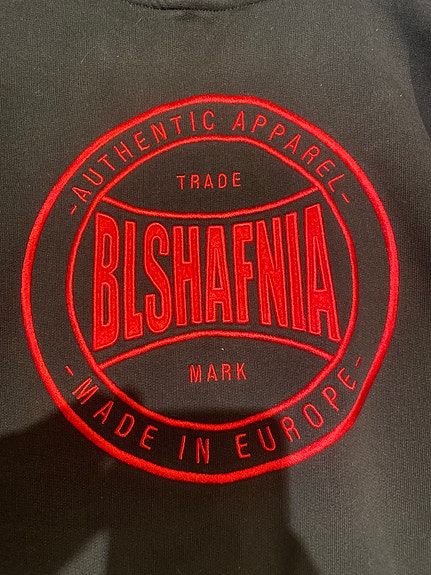 -AUTHENTIC APPAREL-
TRADE
BLSHAFNIA
MARK
-MADE IN EUROPE-